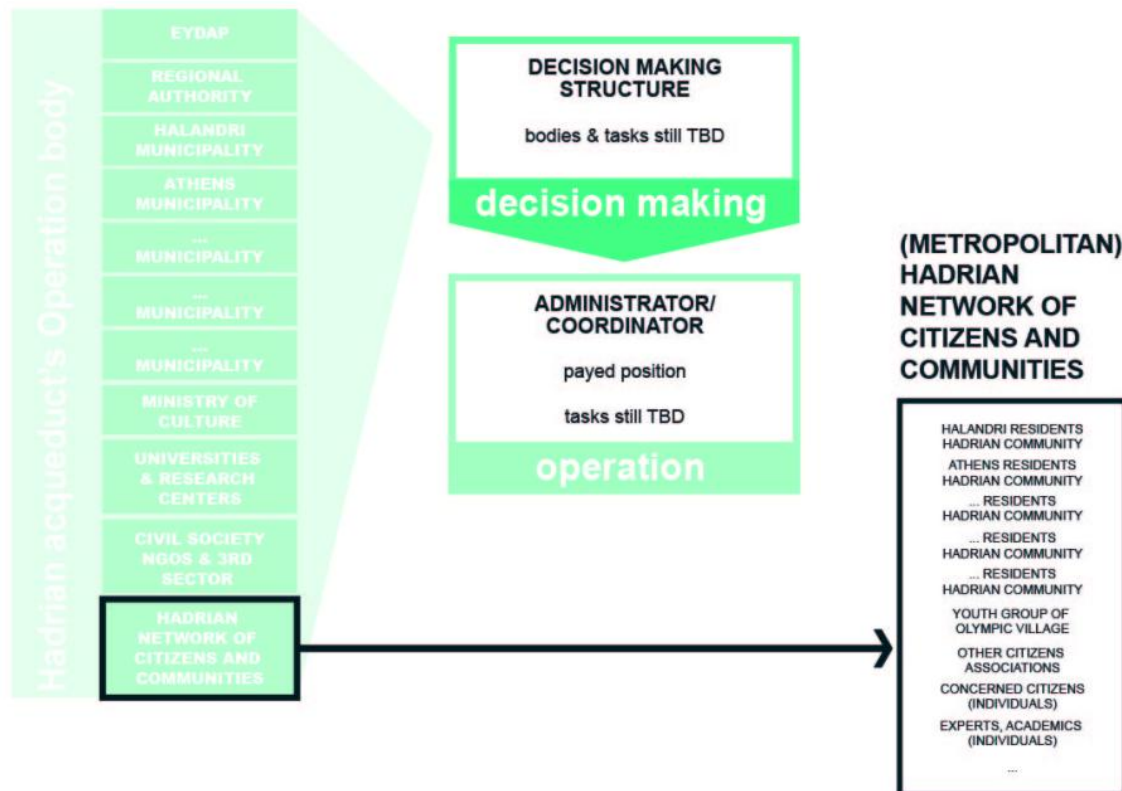 Hadrian acqueduct's Operation body
EYDAP
REGIONAL
AUTHORITY
HALANDRI
MUNICIPALITY
ATHENS
MUNICIPALITY
...
MUNICIPALITY
...
MUNICIPALITY
...
MUNICIPALITY
MINISTRY OF
CULTURE
UNIVERSITIES
& RESEARCH
CENTERS
CIVIL SOCIETY
NGOS & 3RD
SECTOR
HADRIAN
NETWORK OF
CITIZENS AND
COMMUNITIES
DECISION MAKING
STRUCTURE
bodies & tasks still TBD
decision making
ADMINISTRATOR/
COORDINATOR
payed position
tasks still TBD
operation
(METROPOLITAN)
HADRIAN
NETWORK OF
CITIZENS AND
COMMUNITIES
HALANDRI RESIDENTS
HADRIAN COMMUNITY
ATHENS RESIDENTS
HADRIAN COMMUNITY
... RESIDENTS
HADRIAN COMMUNITY
... RESIDENTS
HADRIAN COMMUNITY
... RESIDENTS
HADRIAN COMMUNITY
YOUTH GROUP OF
OLYMPIC VILLAGE
OTHER CITIZENS
ASSOCIATIONS
CONCERNED CITIZENS
(INDIVIDUALS)
EXPERTS, ACADEMICS
(INDIVIDUALS)
...